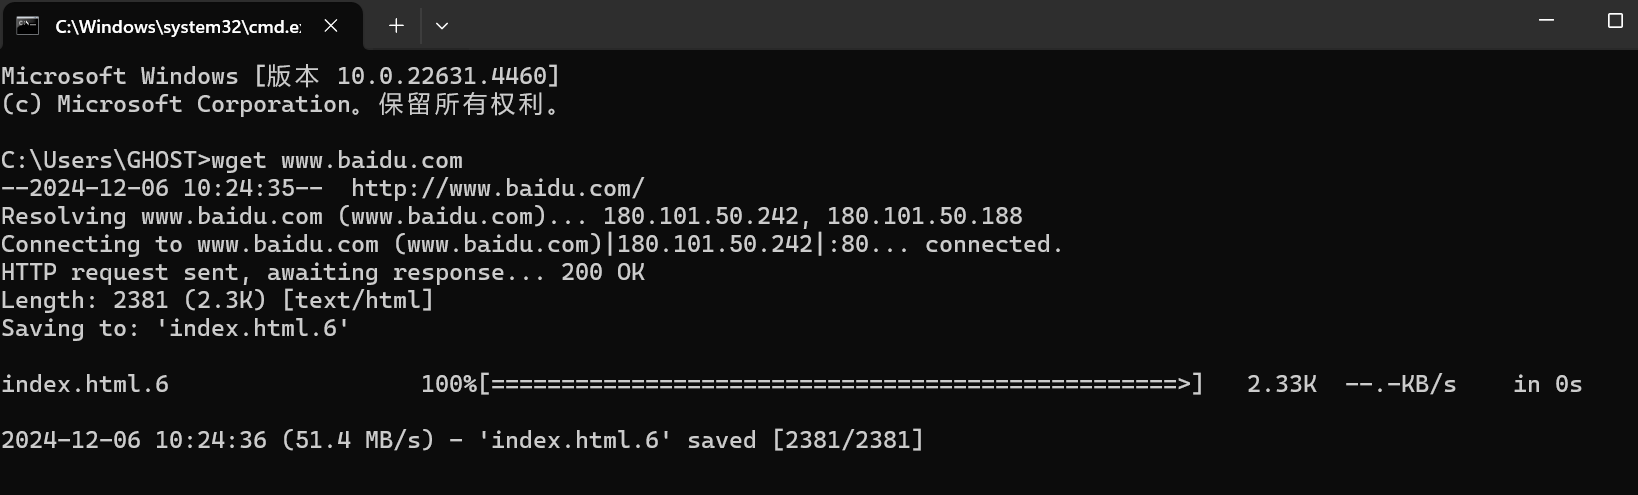 C:\Windows\system32\cmd.e
Microsoft Windows [版本 10.0.22631.4460]
(c) Microsoft Corporation。保留所有权利。
C:\Users\GHOST>wget www.baidu.com
--2024-12-06 10:24:35--  http://www.baidu.com/
Resolving www.baidu.com (www.baidu.com)... 180.101.50.242, 180.101.50.188
Connecting to www.baidu.com (www.baidu.com)|180.101.50.242|:80... connected.
HTTP request sent, awaiting response... 200 OK
Length: 2381 (2.3K) [text/html]
Saving to: 'index.html.6'
index.html.6                  100%[=================================================>]   2.33K  --.-KB/s    in 0s
2024-12-06 10:24:36 (51.4 MB/s) - 'index.html.6' saved [2381/2381]